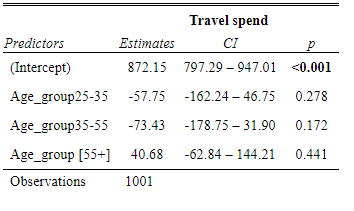 Travel spend
Predictors Estimates CI p
(Intercept) 872.15 797.29 – 947.01 <0.001
Age_group25-35 -57.75 -162.24 – 46.75 0.278
Age_group35-55 -73.43 -178.75 – 31.90 0.172
Age_group [55+] 40.68 -62.84 – 144.21 0.441
Observations 1001